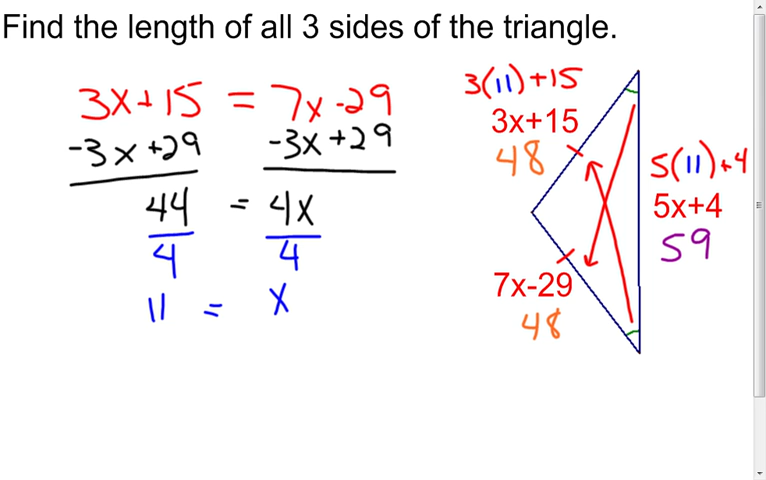 Find the length of all 3 sides of the triangle.
3x+15 = 7x-29
-3x+29 -3x+29
44 = 4x
4 4
11 = x
3(11)+15
3x+15
48
5(11)+4
5x+4
59
7x-29
48